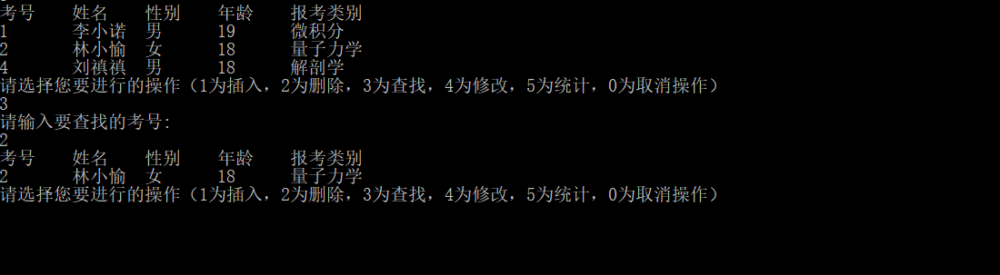 考号 姓名 性别 年龄 报考类别
1 李小诺 男 19 微积分
2 林小愉 女 18 量子力学
4 刘禛禛 男 18 解剖学
请选择您要进行的操作（1为插入，2为删除，3为查找，4为修改，5为统计，0为取消操作）
3
请输入要查找的考号：
2
考号 姓名 性别 年龄 报考类别
2 林小愉 女 18 量子力学
请选择您要进行的操作（1为插入，2为删除，3为查找，4为修改，5为统计，0为取消操作）